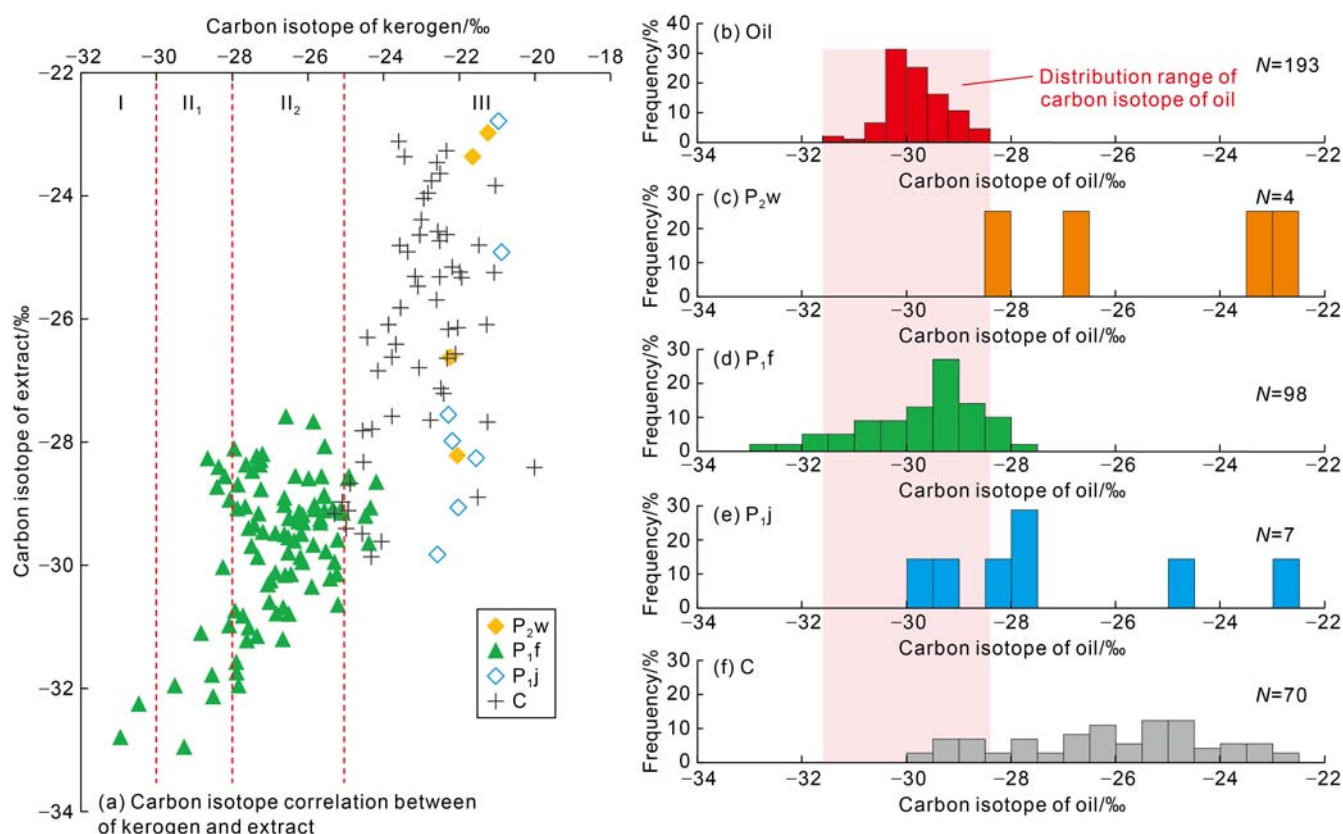 Carbon isotope of kerogen/‰
−32 −30 −28 −26 −24 −22 −20 −18
−22
−24
−26
−28
−30
−32
−34
Carbon isotope of extract/‰
I II₁ II₂ III
P₂w
P₁f
P₁j
C
(a) Carbon isotope correlation between
of kerogen and extract
(b) Oil
N=193
Distribution range of
carbon isotope of oil
Frequency/%
40
30
20
10
0
−34 −32 −30 −28 −26 −24 −22
Carbon isotope of oil/‰
(c) P₂w
N=4
Frequency/%
30
20
10
0
−34 −32 −30 −28 −26 −24 −22
Carbon isotope of oil/‰
(d) P₁f
N=98
Frequency/%
30
20
10
0
−34 −32 −30 −28 −26 −24 −22
Carbon isotope of oil/‰
(e) P₁j
N=7
Frequency/%
30
20
10
0
−34 −32 −30 −28 −26 −24 −22
Carbon isotope of oil/‰
(f) C
N=70
Frequency/%
30
20
10
0
−34 −32 −30 −28 −26 −24 −22
Carbon isotope of oil/‰